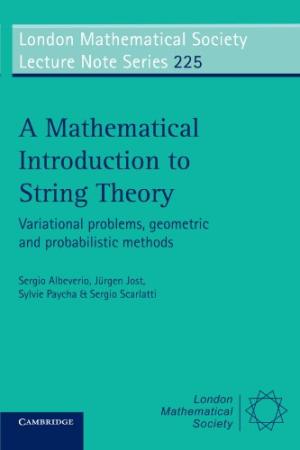 London Mathematical Society
Lecture Note Series 225
A Mathematical
Introduction to
String Theory
Variational problems, geometric
and probabilistic methods
Sergio Albeverio, Jürgen Jost,
Sylvie Paycha & Sergio Scarlatti
London
Mathematical
Society
CAMBRIDGE